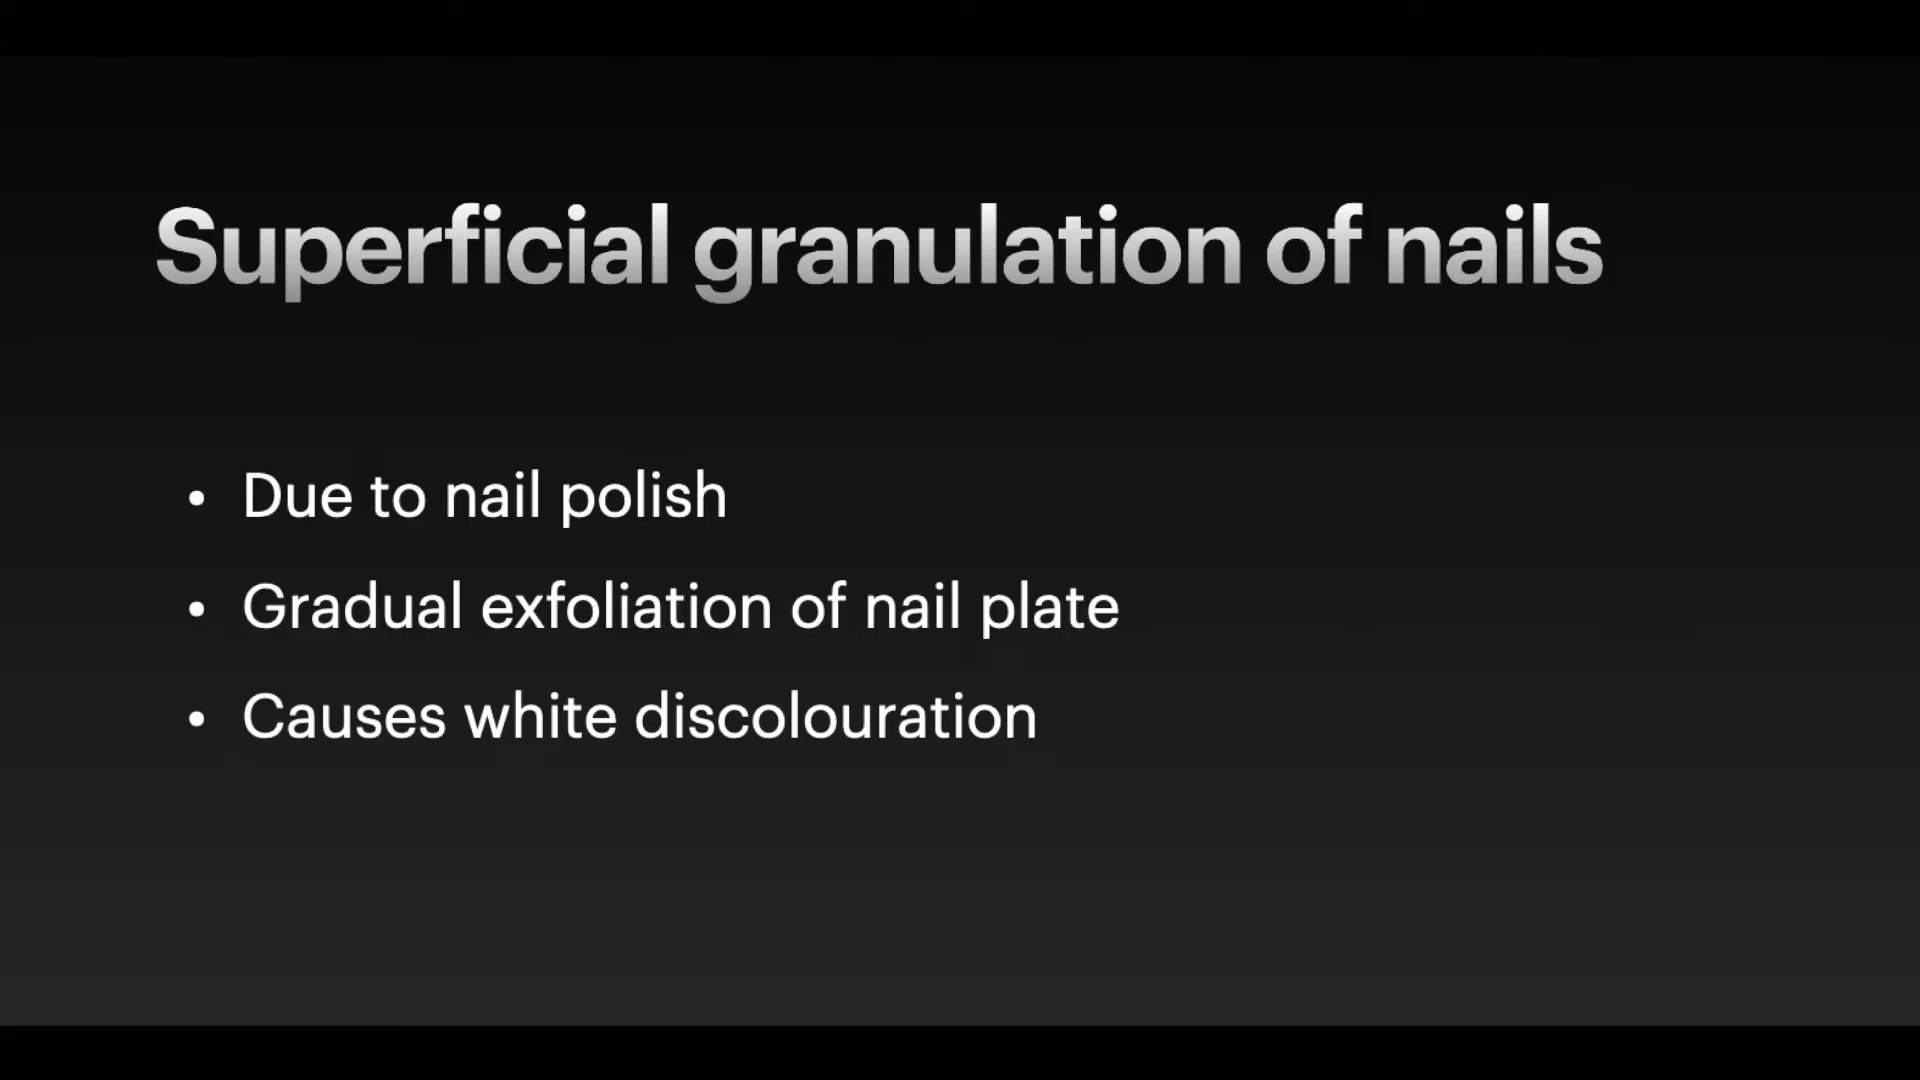 Superficial granulation of nails
• Due to nail polish
• Gradual exfoliation of nail plate
• Causes white discolouration